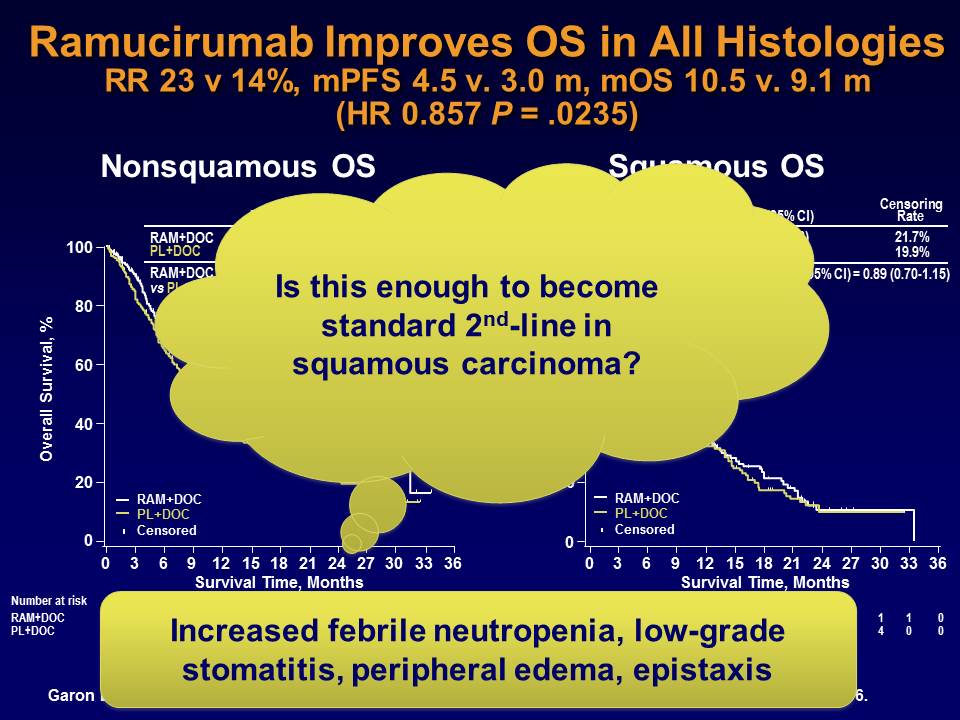 Ramucirumab Improves OS in All Histologies
RR 23 v 14%, mPFS 4.5 v. 3.0 m, mOS 10.5 v. 9.1 m
(HR 0.857 P = .0235)
Nonsquamous OS
Squamous OS
CI)
Censoring
Rate
RAM+DOC
21.7%
PL+DOC
19.9%
RAM+DOC
vs
CI) = 0.89 (0.70-1.15)
Is this enough to become
standard 2nd-line in
squamous carcinoma?
Overall Survival, %
100
80
60
40
20
0
0
RAM+DOC
PL+DOC
Censored
RAM+DOC
PL+DOC
Censored
0 3 6 9 12 15 18 21 24 27 30 33 36
0 3 6 9 12 15 18 21 24 27 30 33 36
Survival Time, Months
Survival Time, Months
Number at risk
RAM+DOC
1 1 0
PL+DOC
4 0 0
Increased febrile neutropenia, low-grade
stomatitis, peripheral edema, epistaxis
Garon
6.